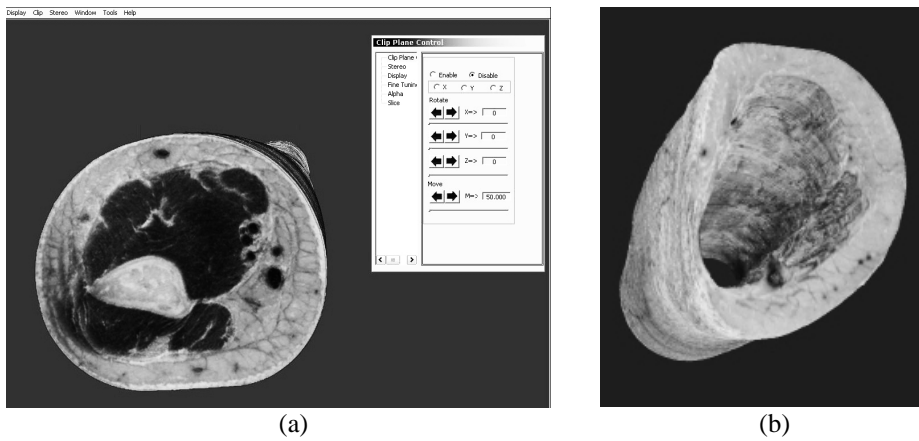 Display Clip Stereo Window Tools Help
Clip Plane Control
Clip Plane
Stereo
Display
Fine Tuning
Alpha
Slice
Enable Disable
X Y Z
Rotate
X=> 0
Y=> 0
Z=> 0
Move
M=> 50.000
(a)
(b)